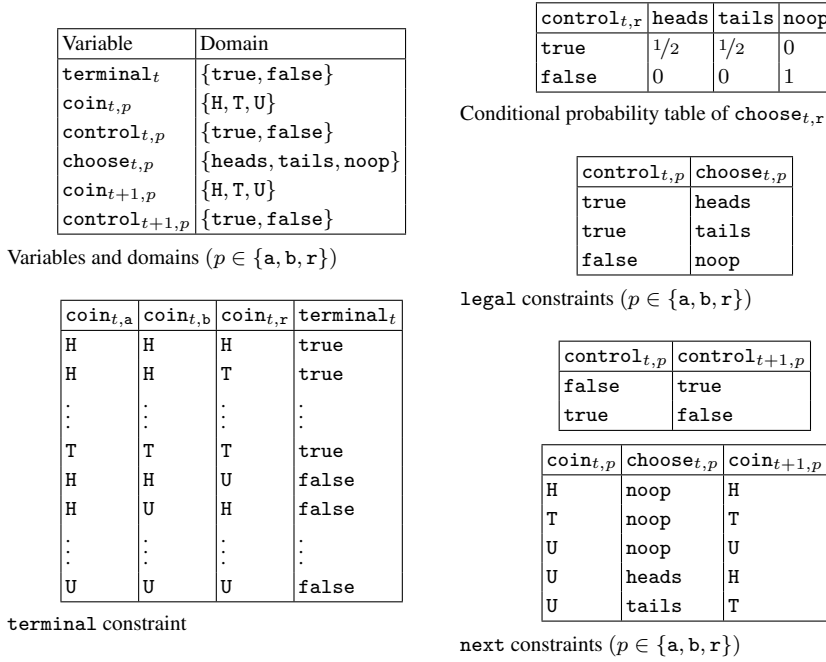 Variable Domain
terminal_t {true, false}
coin_{t,p} {H, T, U}
control_{t,p} {true, false}
choose_{t,p} {heads, tails, noop}
coin_{t+1,p} {H, T, U}
control_{t+1,p} {true, false}
Variables and domains (p ∈ {a, b, r})
coin_{t,a} coin_{t,b} coin_{t,r} terminal_t
H H H true
H H T true
⋮ ⋮ ⋮ ⋮
T T T true
H H U false
H U H false
⋮ ⋮ ⋮ ⋮
U U U false
terminal constraint
control_{t,r} heads tails noop
true 1/2 1/2 0
false 0 0 1
Conditional probability table of choose_{t,r}
control_{t,p} choose_{t,p}
true heads
true tails
false noop
legal constraints (p ∈ {a, b, r})
control_{t,p} control_{t+1,p}
false true
true false
coin_{t,p} choose_{t,p} coin_{t+1,p}
H noop H
T noop T
U noop U
U heads H
U tails T
next constraints (p ∈ {a, b, r})